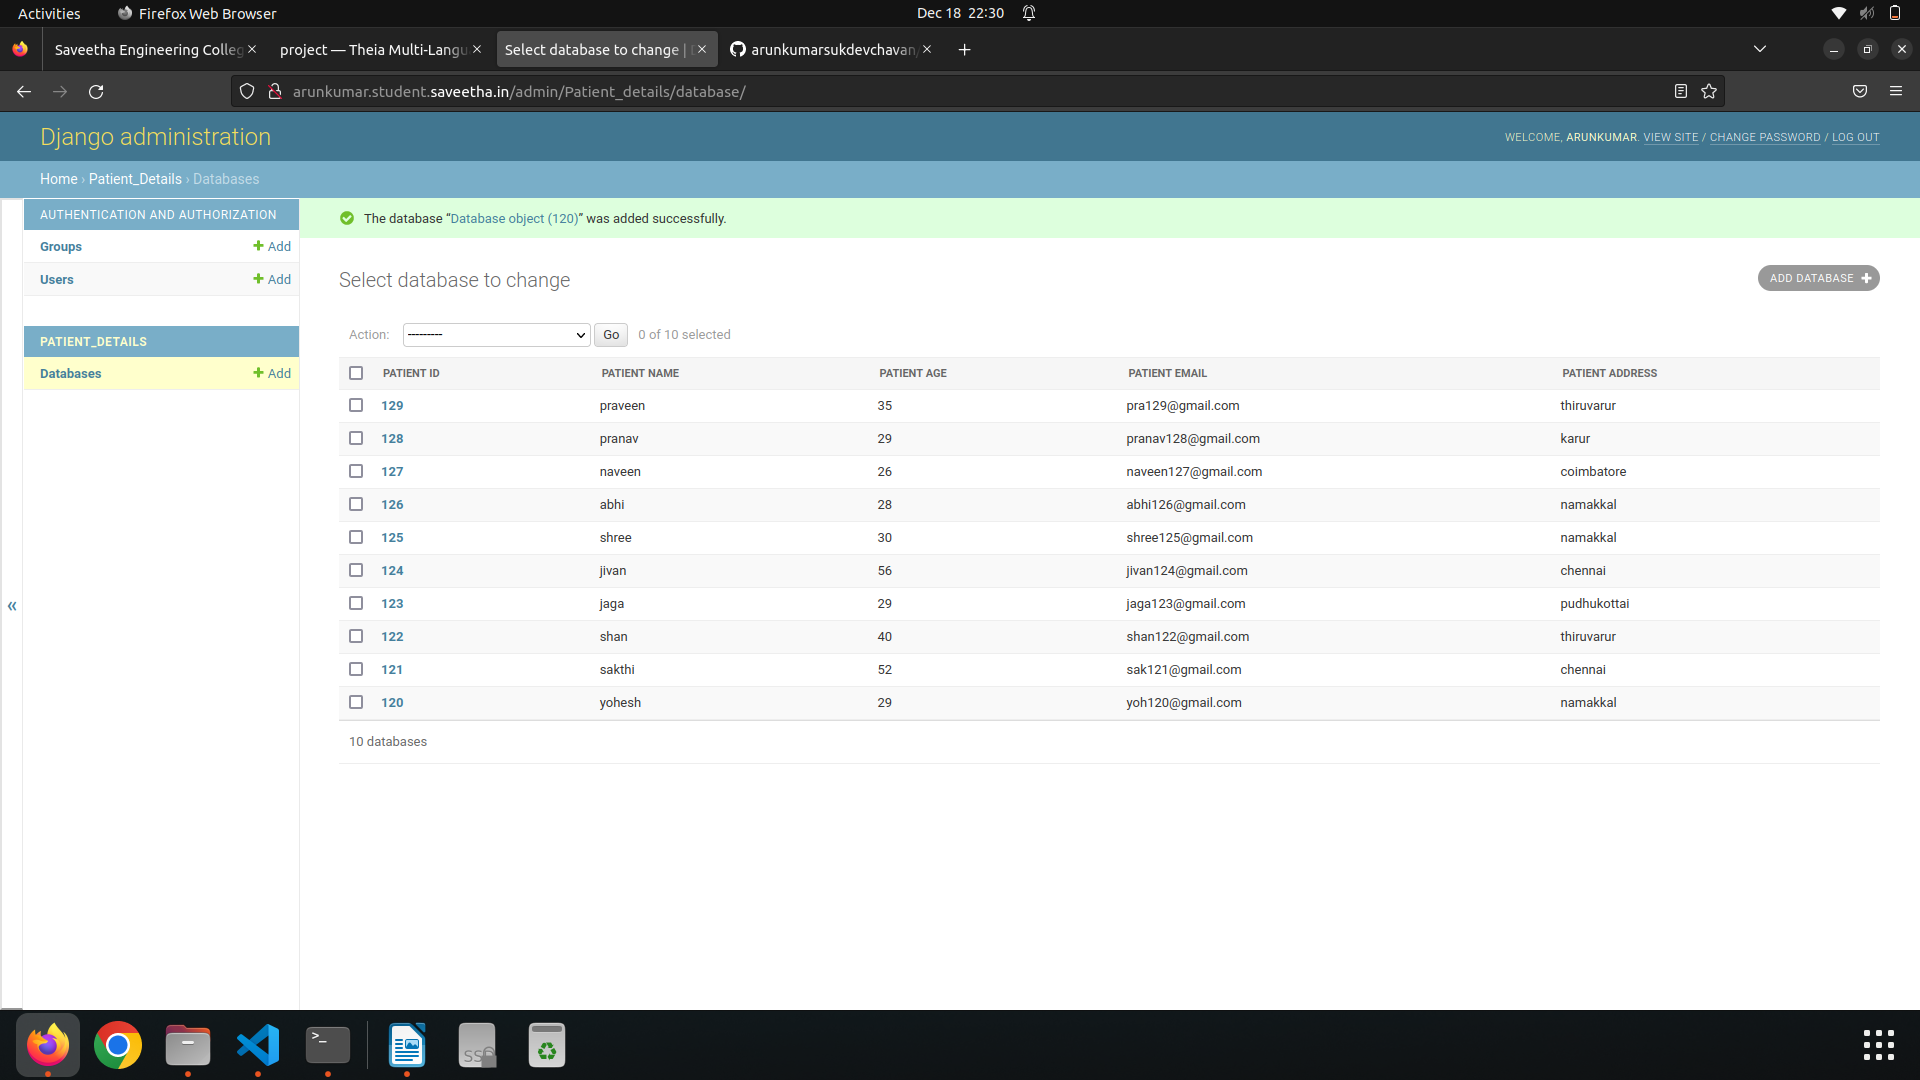 Activities Firefox Web Browser Dec 18 22:30
Saveetha Engineering Colleg project — Theia Multi-Langu Select database to change | arunkumarsukdevchavan
arunkumar.student.saveetha.in/admin/Patient_details/database/
Django administration WELCOME, ARUNKUMAR. VIEW SITE / CHANGE PASSWORD / LOG OUT
Home › Patient_Details › Databases
AUTHENTICATION AND AUTHORIZATION
Groups + Add
Users + Add
PATIENT_DETAILS
Databases + Add
«
The database “Database object (120)” was added successfully.
Select database to change ADD DATABASE +
Action: --------- Go 0 of 10 selected
PATIENT ID PATIENT NAME PATIENT AGE PATIENT EMAIL PATIENT ADDRESS
129 praveen 35 pra129@gmail.com thiruvarur
128 pranav 29 pranav128@gmail.com karur
127 naveen 26 naveen127@gmail.com coimbatore
126 abhi 28 abhi126@gmail.com namakkal
125 shree 30 shree125@gmail.com namakkal
124 jivan 56 jivan124@gmail.com chennai
123 jaga 29 jaga123@gmail.com pudhukottai
122 shan 40 shan122@gmail.com thiruvarur
121 sakthi 52 sak121@gmail.com chennai
120 yohesh 29 yoh120@gmail.com namakkal
10 databases
>_ SS